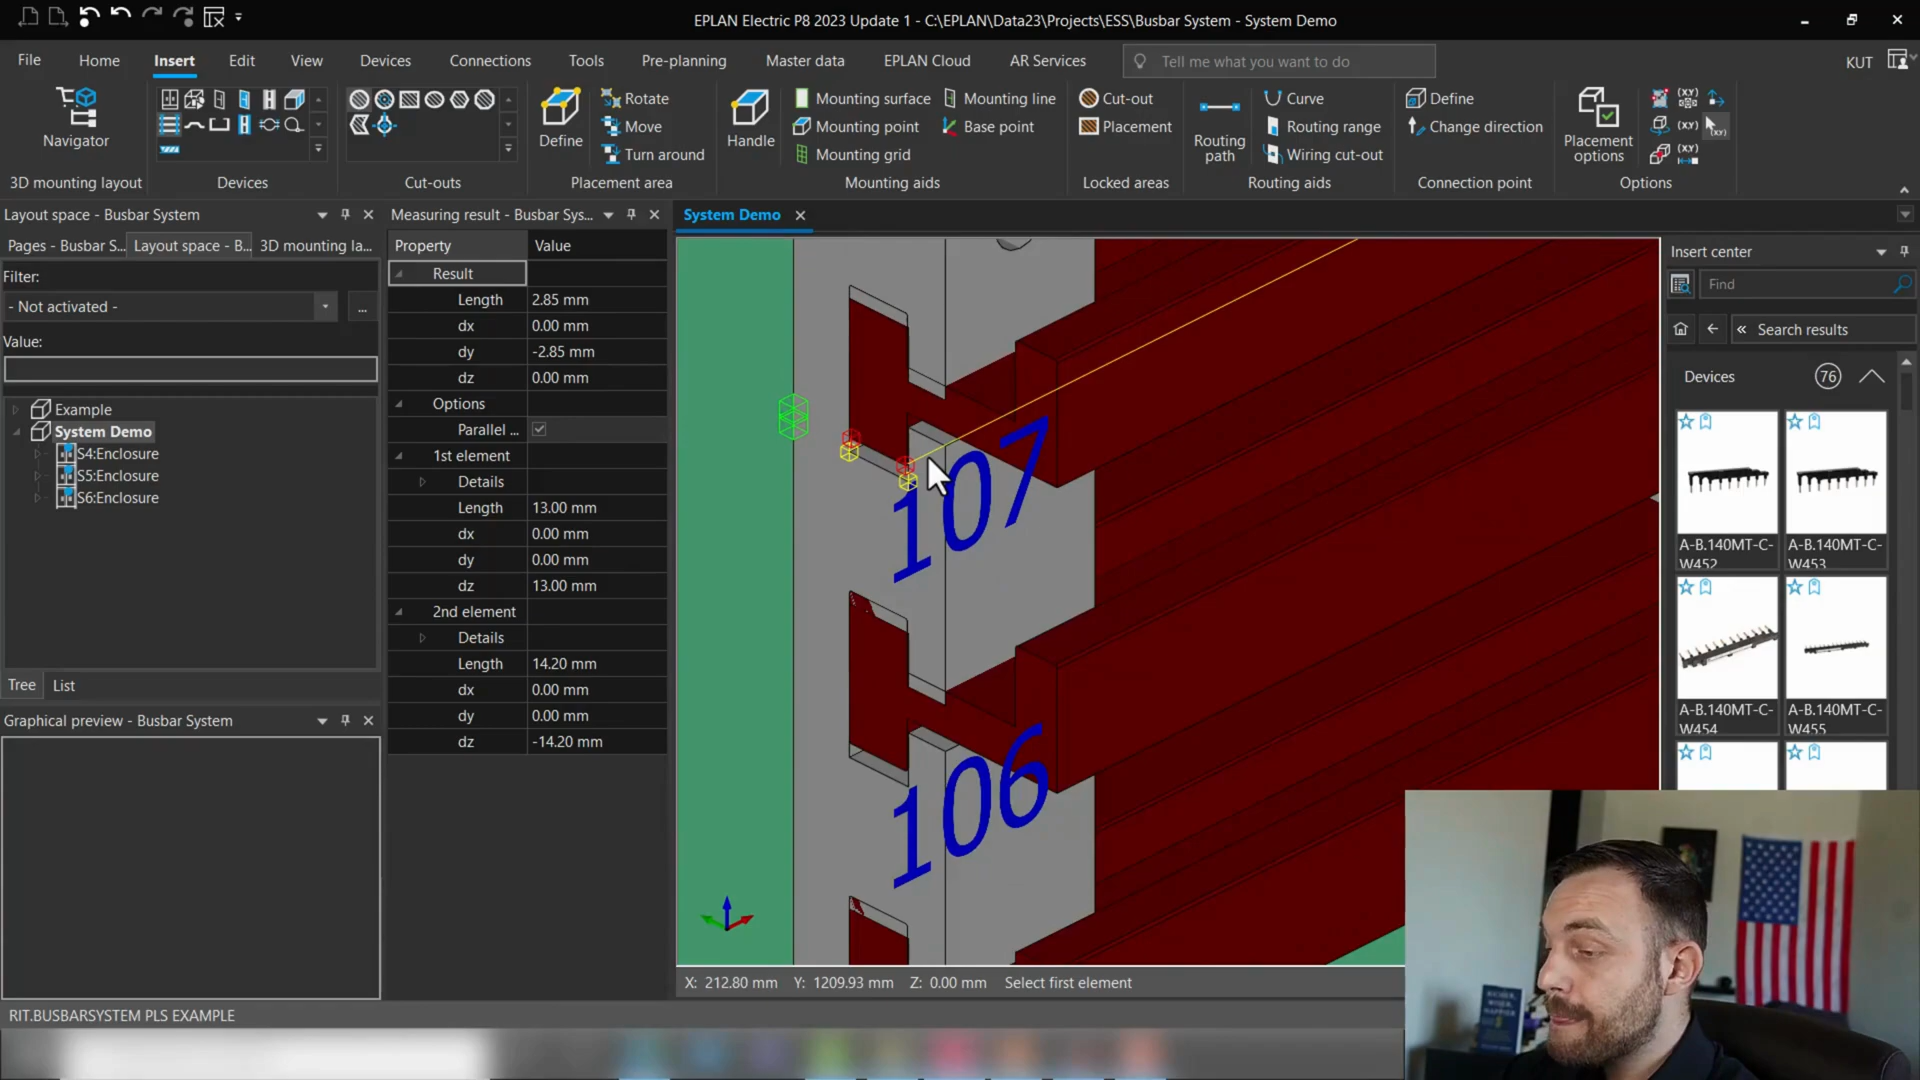 EPLAN Electric P8 2023 Update 1 - C:\EPLAN\Data23\Projects\ESS\Busbar System - System Demo
File Home Insert Edit View Devices Connections Tools Pre-planning Master data EPLAN Cloud AR Services Tell me what you want to do KUT
Navigator
3D mounting layout
Devices
Cut-outs
Define
Rotate
Move
Turn around
Placement area
Handle
Mounting surface
Mounting point
Mounting grid
Mounting line
Base point
Mounting aids
Cut-out
Placement
Locked areas
Routing path
Curve
Routing range
Wiring cut-out
Routing aids
Define
Change direction
Connection point
Placement options
(XY)
(XY)
(XY)
(XY)
Options
Layout space - Busbar System
Pages - Busbar S... Layout space - B... 3D mounting la...
Filter:
- Not activated -
...
Value:
Example
System Demo
S4:Enclosure
S5:Enclosure
S6:Enclosure
Tree List
Graphical preview - Busbar System
Measuring result - Busbar Sys...
Property Value
Result
Length 2.85 mm
dx 0.00 mm
dy -2.85 mm
dz 0.00 mm
Options
Parallel ...
1st element
Details
Length 13.00 mm
dx 0.00 mm
dy 0.00 mm
dz 13.00 mm
2nd element
Details
Length 14.20 mm
dx 0.00 mm
dy 0.00 mm
dz -14.20 mm
System Demo
107
106
X: 212.80 mm Y: 1209.93 mm Z: 0.00 mm Select first element
Insert center
Find
« Search results
Devices 76
A-B.140MT-C-W452
A-B.140MT-C-W453
A-B.140MT-C-W454
A-B.140MT-C-W455
RIT.BUSBARSYSTEM PLS EXAMPLE